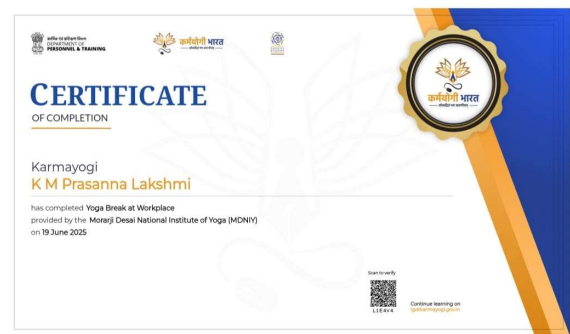 कार्मिक एवं प्रशिक्षण विभाग
DEPARTMENT OF
PERSONNEL & TRAINING
कर्मयोगी भारत
CERTIFICATE
OF COMPLETION
कर्मयोगी भारत
Karmayogi
K M Prasanna Lakshmi
has completed Yoga Break at Workplace
provided by the Morarji Desai National Institute of Yoga (MDNIY)
on 19 June 2025
Scan to verify
L1E4V4
Continue learning on
igotkarmayogi.gov.in